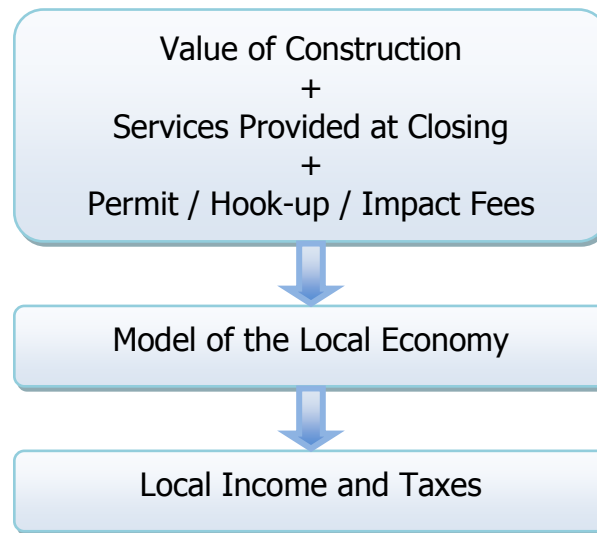 Value of Construction
+
Services Provided at Closing
+
Permit / Hook-up / Impact Fees
Model of the Local Economy
Local Income and Taxes